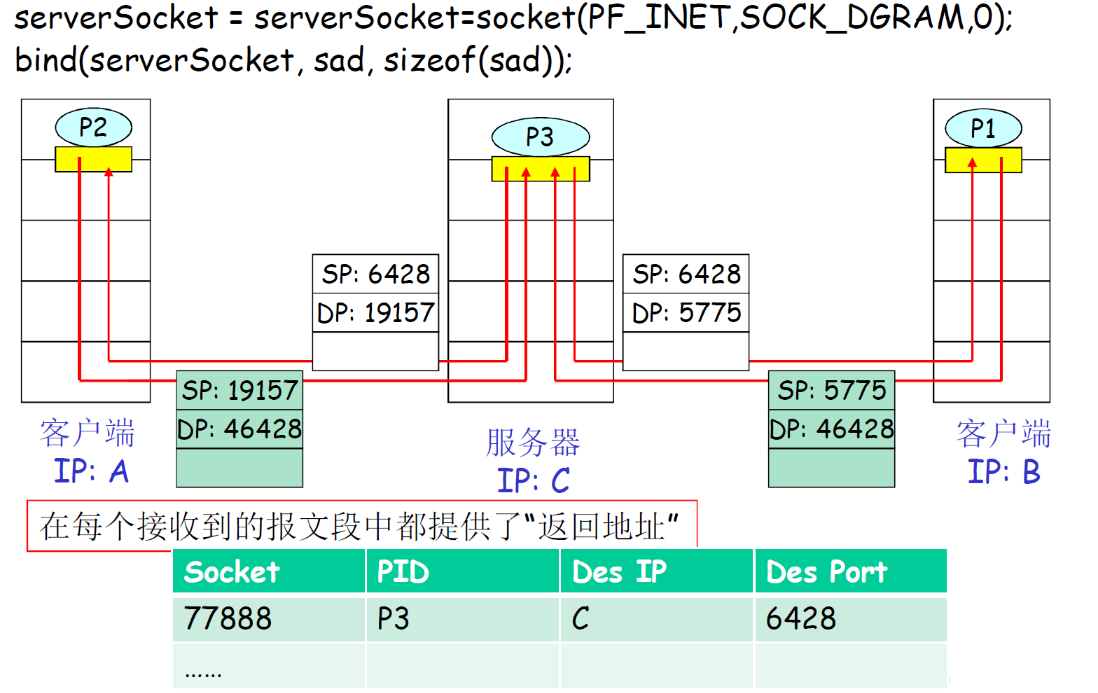 serverSocket = serverSocket=socket(PF_INET,SOCK_DGRAM,0);
bind(serverSocket, sad, sizeof(sad));
P2
P3
P1
SP: 6428
DP: 19157
SP: 6428
DP: 5775
SP: 19157
DP: 46428
SP: 5775
DP: 46428
客户端
IP: A
服务器
IP: C
客户端
IP: B
在每个接收到的报文段中都提供了“返回地址”
Socket PID Des IP Des Port
77888 P3 C 6428
……